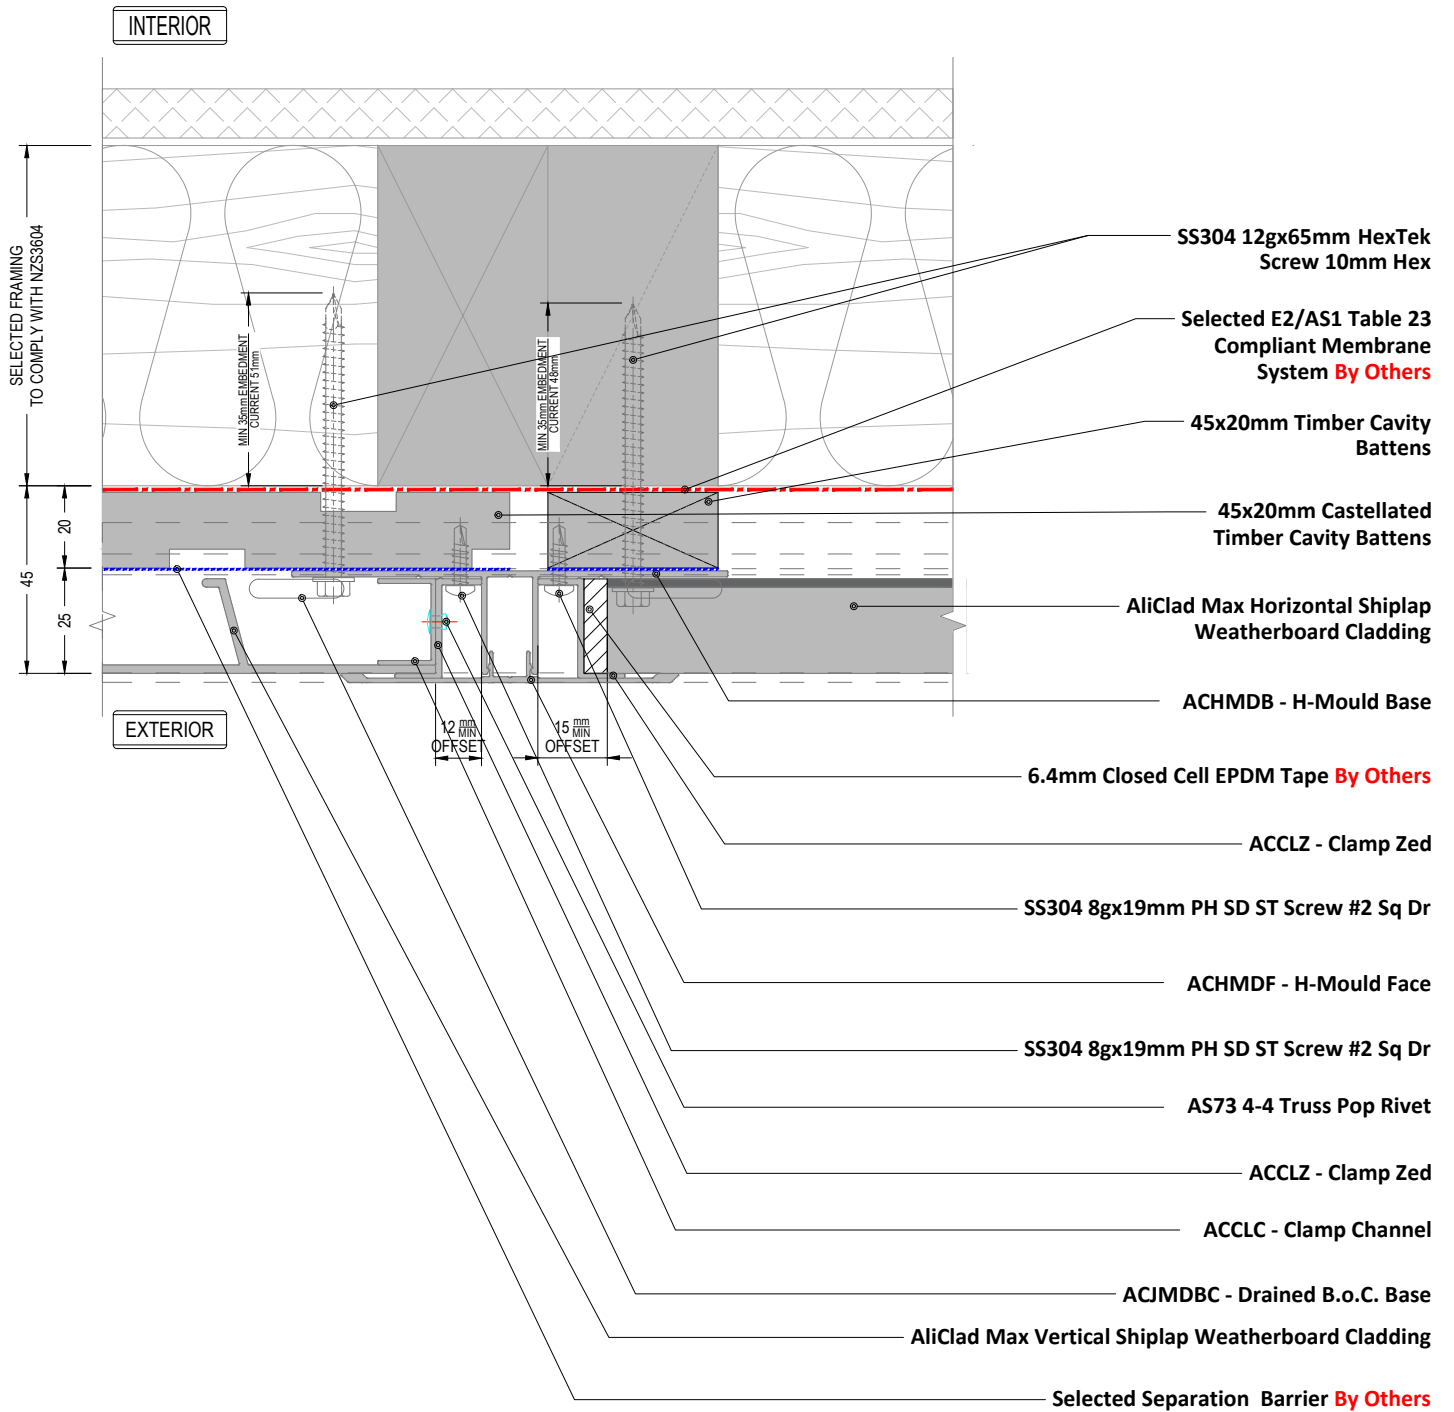 INTERIOR
SELECTED FRAMING
TO COMPLY WITH NZS3604
MIN 35mm EMBEDMENT
CURRENT 51mm
MIN 35mm EMBEDMENT
CURRENT 48mm
20
45
25
EXTERIOR
12 mm
MIN
OFFSET
15 mm
MIN
OFFSET
SS304 12gx65mm HexTek
Screw 10mm Hex
Selected E2/AS1 Table 23
Compliant Membrane
System By Others
45x20mm Timber Cavity
Battens
45x20mm Castellated
Timber Cavity Battens
AliClad Max Horizontal Shiplap
Weatherboard Cladding
ACHMDB - H-Mould Base
6.4mm Closed Cell EPDM Tape By Others
ACCLZ - Clamp Zed
SS304 8gx19mm PH SD ST Screw #2 Sq Dr
ACHMDF - H-Mould Face
SS304 8gx19mm PH SD ST Screw #2 Sq Dr
AS73 4-4 Truss Pop Rivet
ACCLZ - Clamp Zed
ACCLC - Clamp Channel
ACJMDBC - Drained B.o.C. Base
AliClad Max Vertical Shiplap Weatherboard Cladding
Selected Separation Barrier By Others